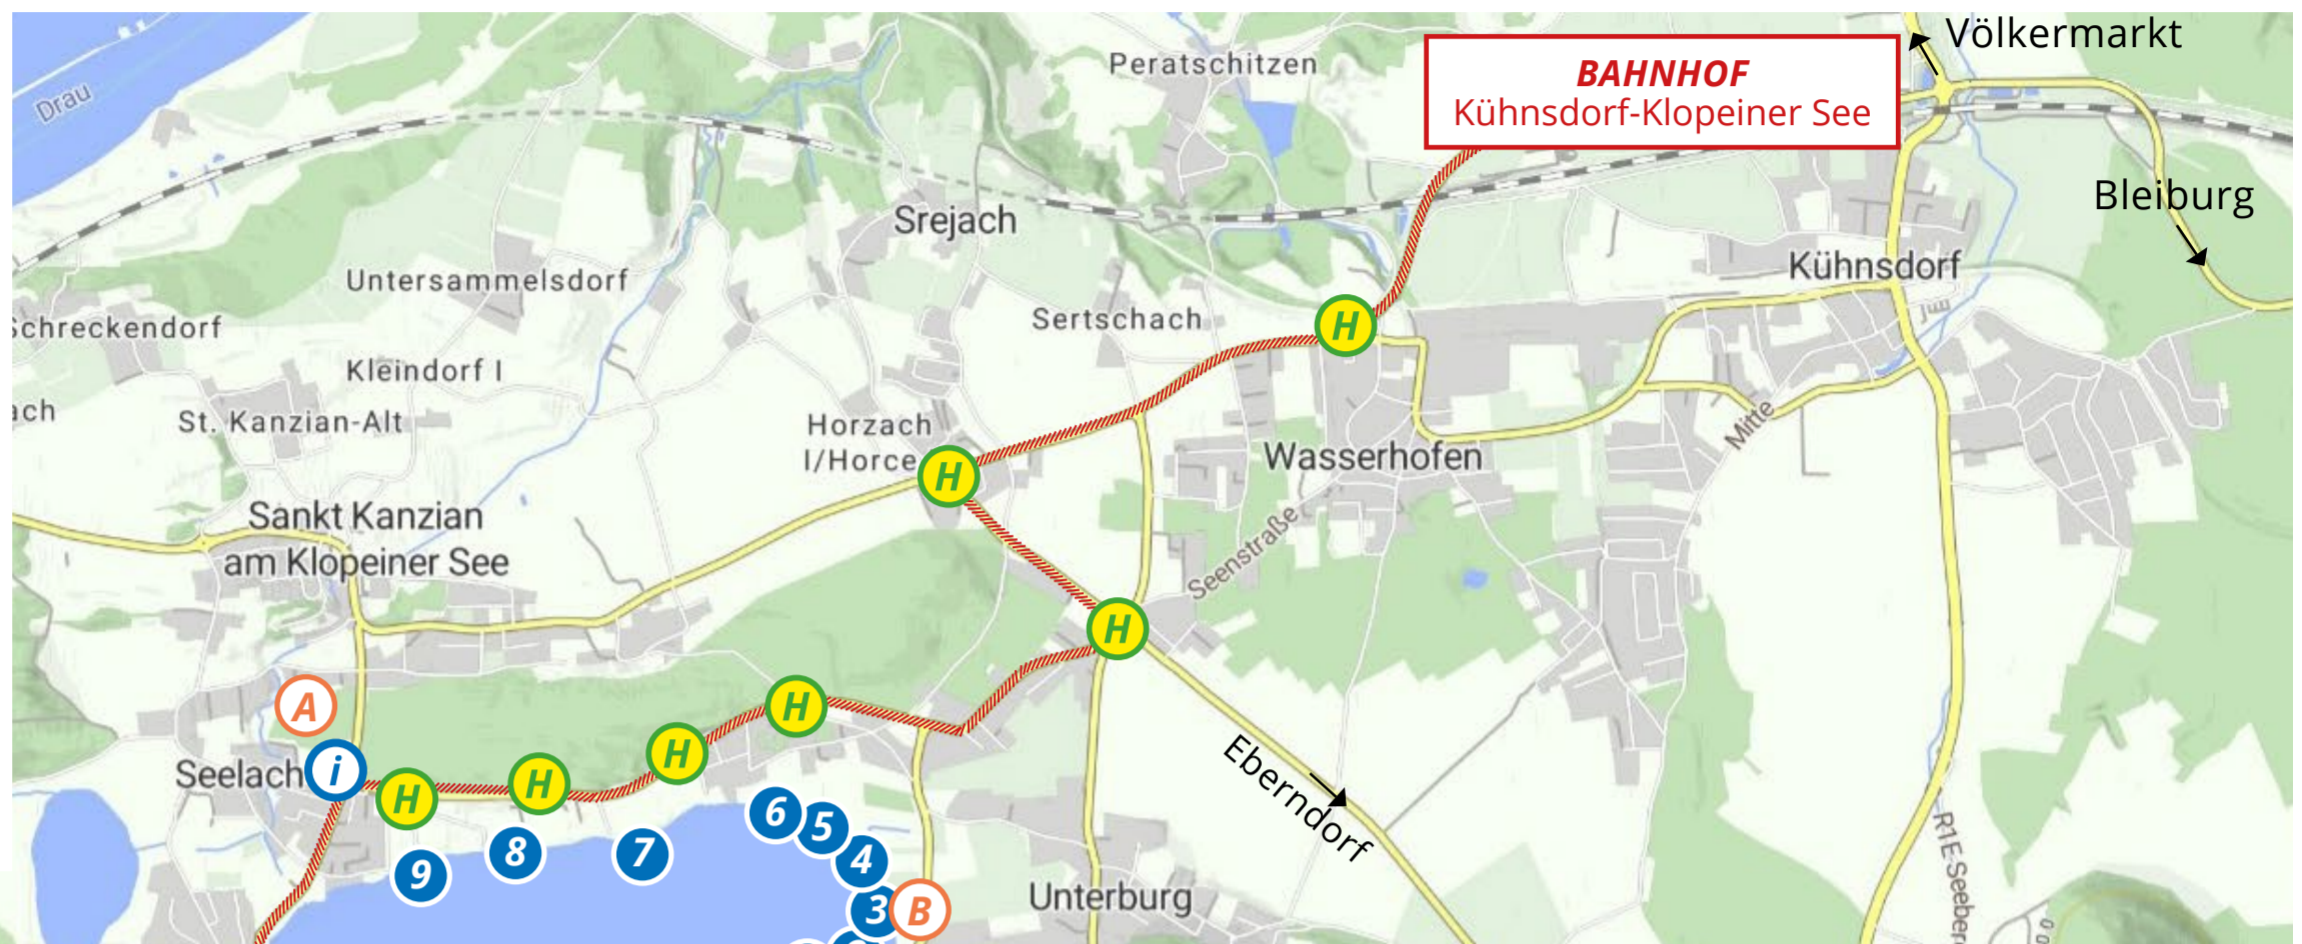 Völkermarkt
Peratschitzen
BAHNHOF
Kühnsdorf-Klopeiner See
Drau
Bleiburg
Srejach
Kühnsdorf
Untersammelsdorf
Schreckendorf
Sertschach
H
Kleindorf I
ach
St. Kanzian-Alt
Horzach
I/Horce
H
Mitte
Wasserhofen
Sankt Kanzian
am Klopeiner See
Seenstraße
H
A
H
H
Seelach
i
H
H
Eberndorf
6
5
4
7
8
9
3
B
Unterburg
R1E-Seeber